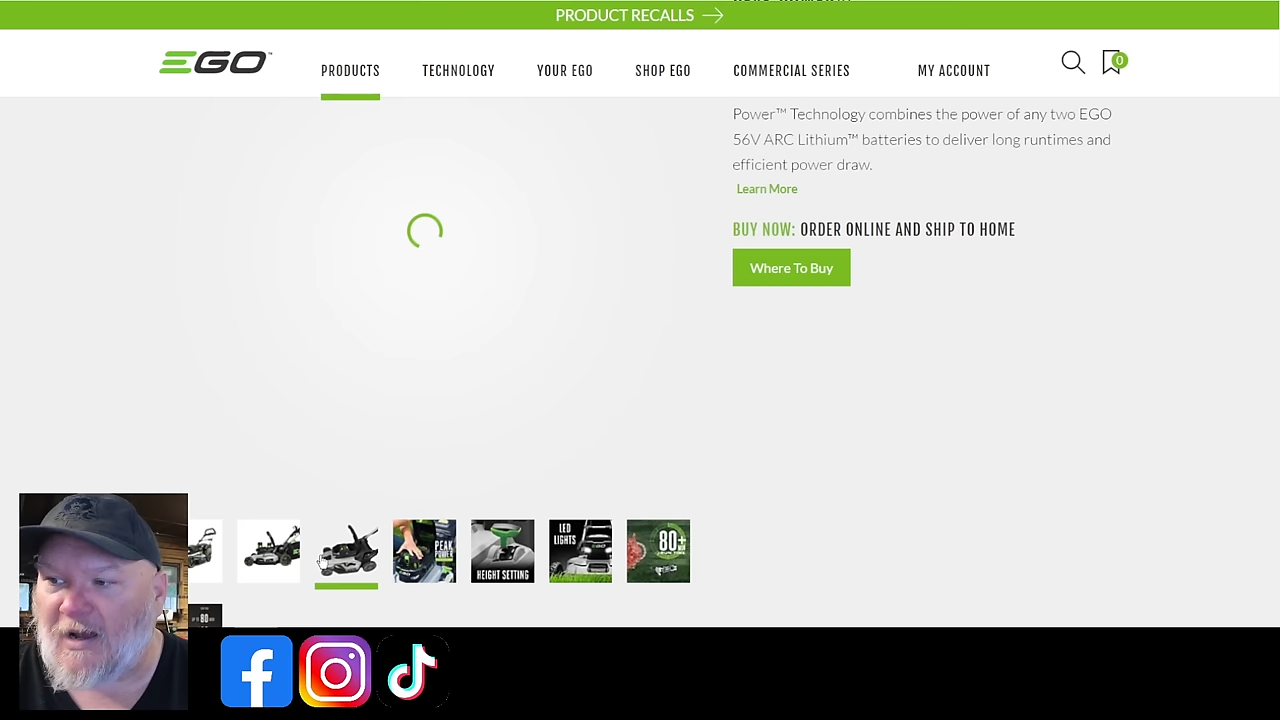 PRODUCT RECALLS
EGO™
PRODUCTS
TECHNOLOGY
YOUR EGO
SHOP EGO
COMMERCIAL SERIES
MY ACCOUNT
0
Power™ Technology combines the power of any two EGO
56V ARC Lithium™ batteries to deliver long runtimes and
efficient power draw.
Learn More
BUY NOW: ORDER ONLINE AND SHIP TO HOME
Where To Buy
PEAK
POWER
HEIGHT SETTING
LED
LIGHTS
80+
80